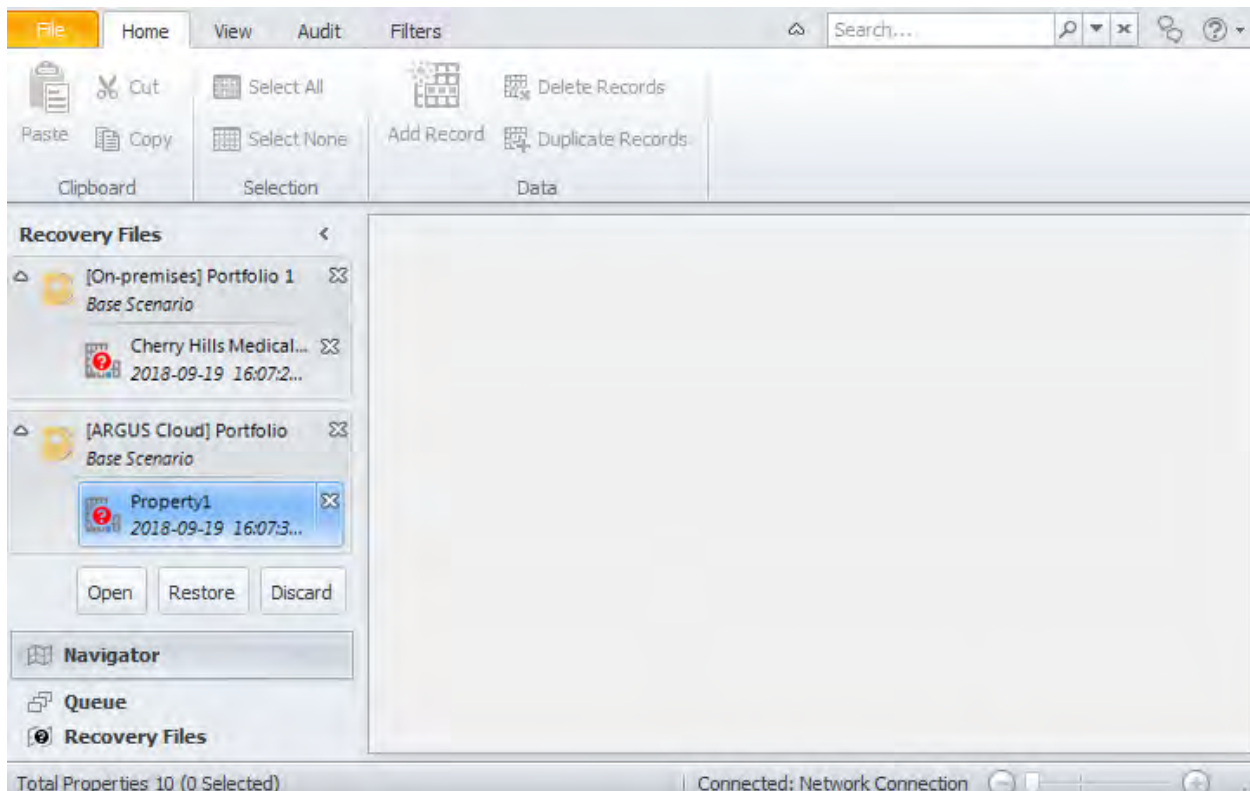 File Home View Audit Filters Search...
Cut Select All Delete Records
Paste Copy Select None Add Record Duplicate Records
Clipboard Selection Data
Recovery Files
[On-premises] Portfolio 1
Base Scenario
Cherry Hills Medical...
2018-09-19 16:07:2...
[ARGUS Cloud] Portfolio
Base Scenario
Property1
2018-09-19 16:07:3...
Open Restore Discard
Navigator
Queue
Recovery Files
Total Properties 10 (0 Selected) Connected: Network Connection